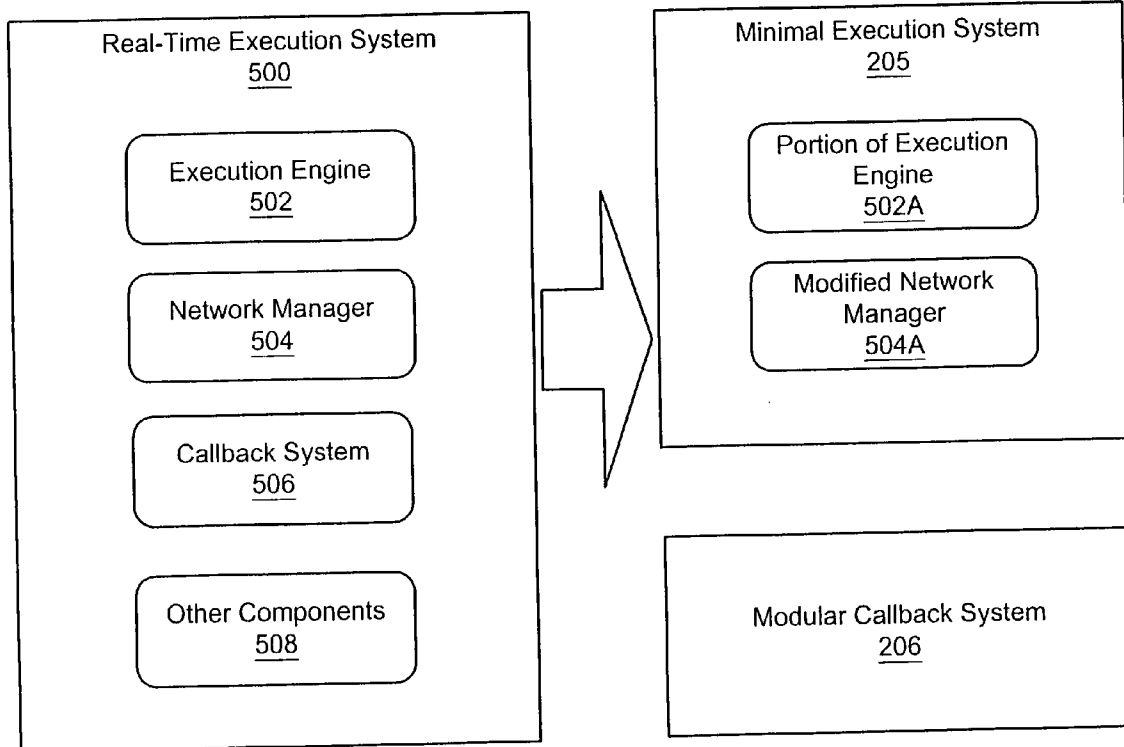 Real-Time Execution System
500
Execution Engine
502
Network Manager
504
Callback System
506
Other Components
508
Minimal Execution System
205
Portion of Execution
Engine
502A
Modified Network
Manager
504A
Modular Callback System
206